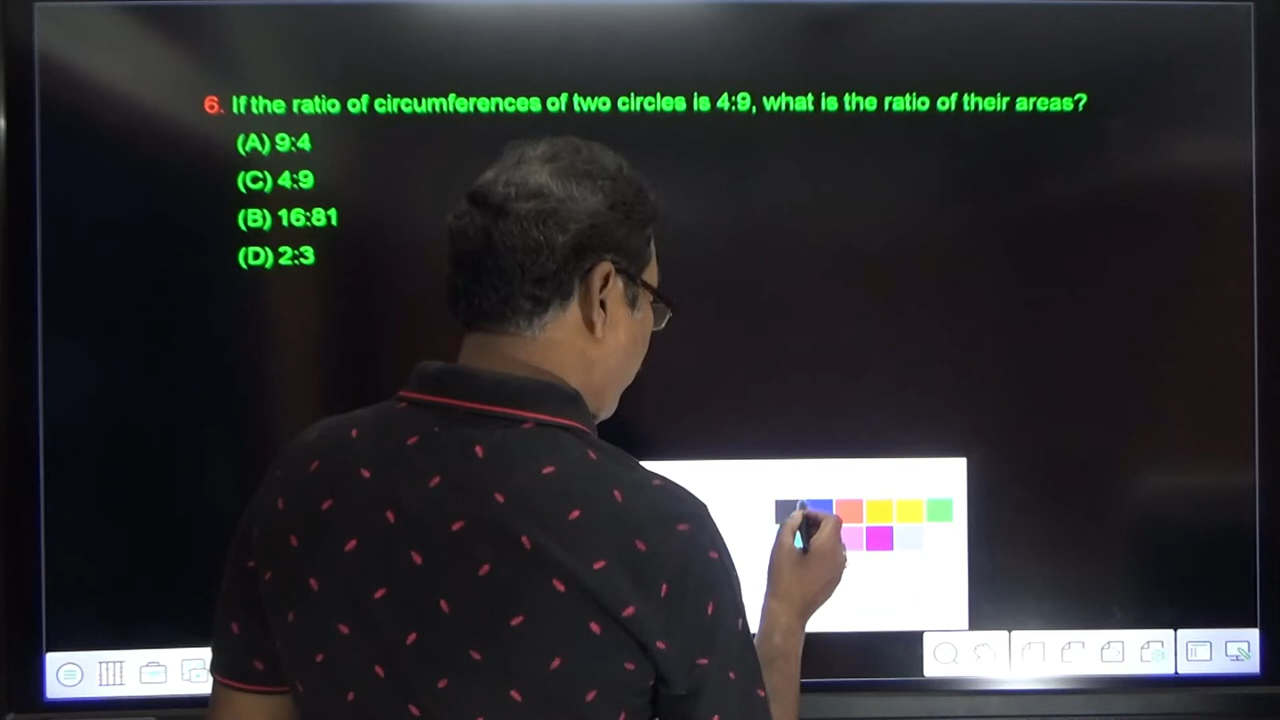 6. If the ratio of circumferences of two circles is 4:9, what is the ratio of their areas?
(A) 9:4
(C) 4:9
(B) 16:81
(D) 2:3